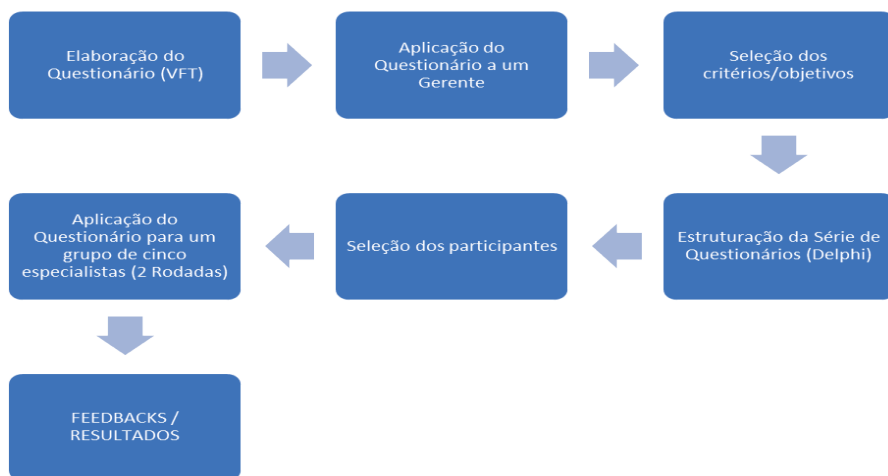 Elaboração do
Questionário (VFT)
Aplicação do
Questionário a um
Gerente
Seleção dos
critérios/objetivos
Estruturação da Série de
Questionários (Delphi)
Seleção dos participantes
Aplicação do
Questionário para um
grupo de cinco
especialistas (2 Rodadas)
FEEDBACKS /
RESULTADOS